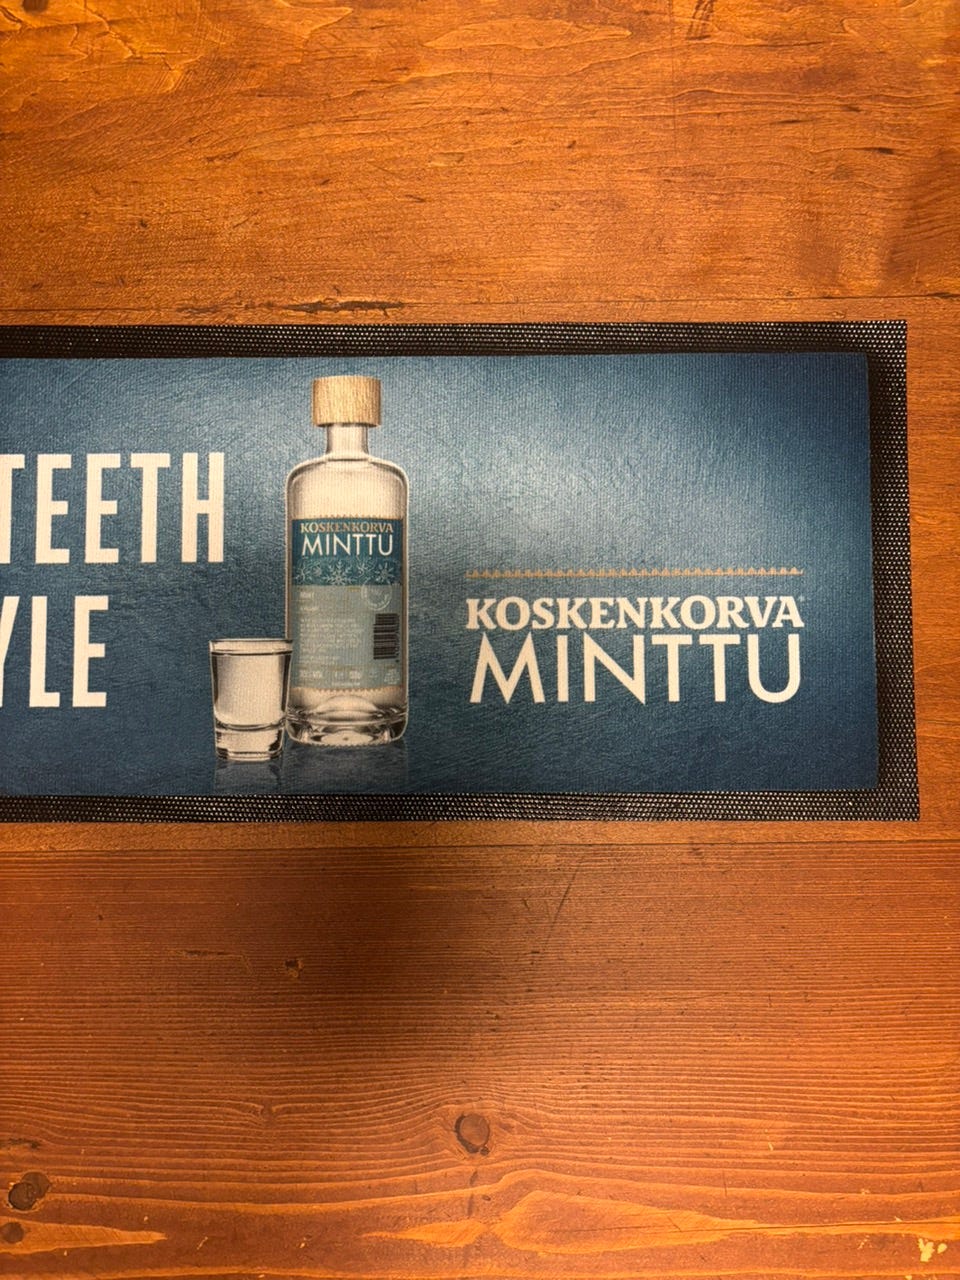 TEETH
YLE
KOSKENKORVA
MINTTU
KOSKENKORVA®
MINTTU